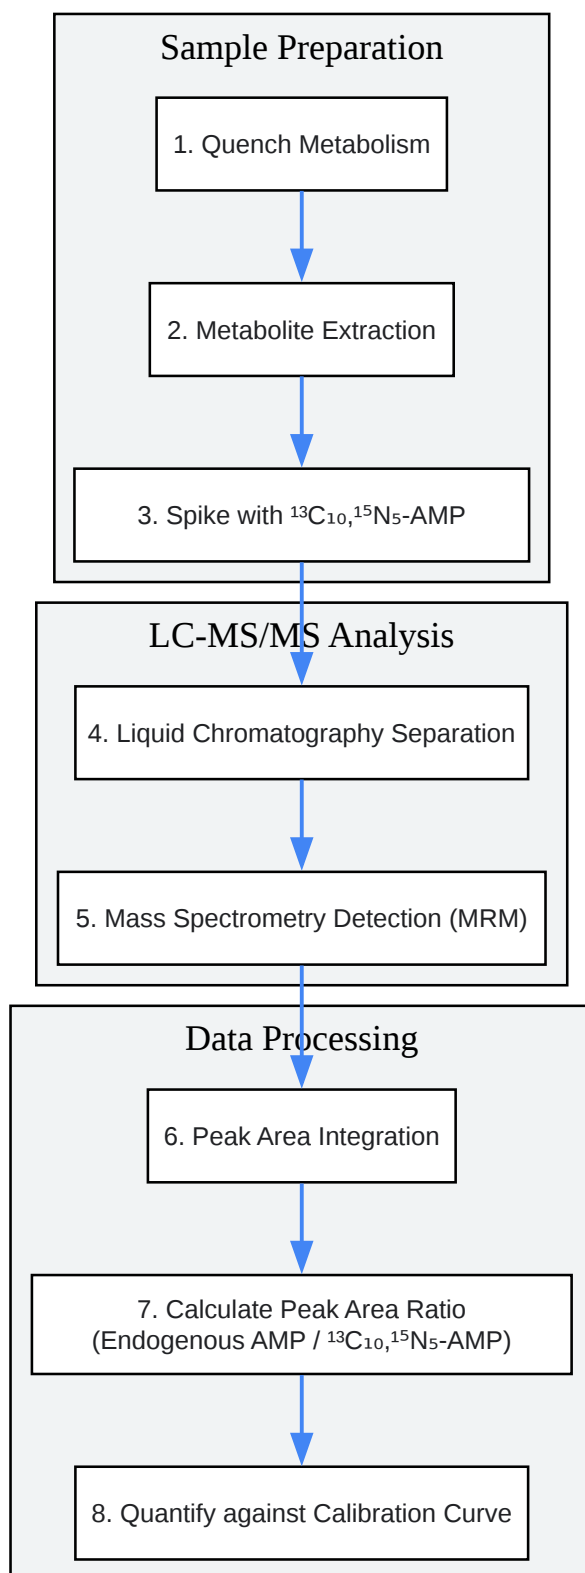 Sample Preparation
1. Quench Metabolism
2. Metabolite Extraction
3. Spike with ¹³C₁₀,¹⁵N₅-AMP
LC-MS/MS Analysis
4. Liquid Chromatography Separation
5. Mass Spectrometry Detection (MRM)
Data Processing
6. Peak Area Integration
7. Calculate Peak Area Ratio
(Endogenous AMP / ¹³C₁₀,¹⁵N₅-AMP)
8. Quantify against Calibration Curve